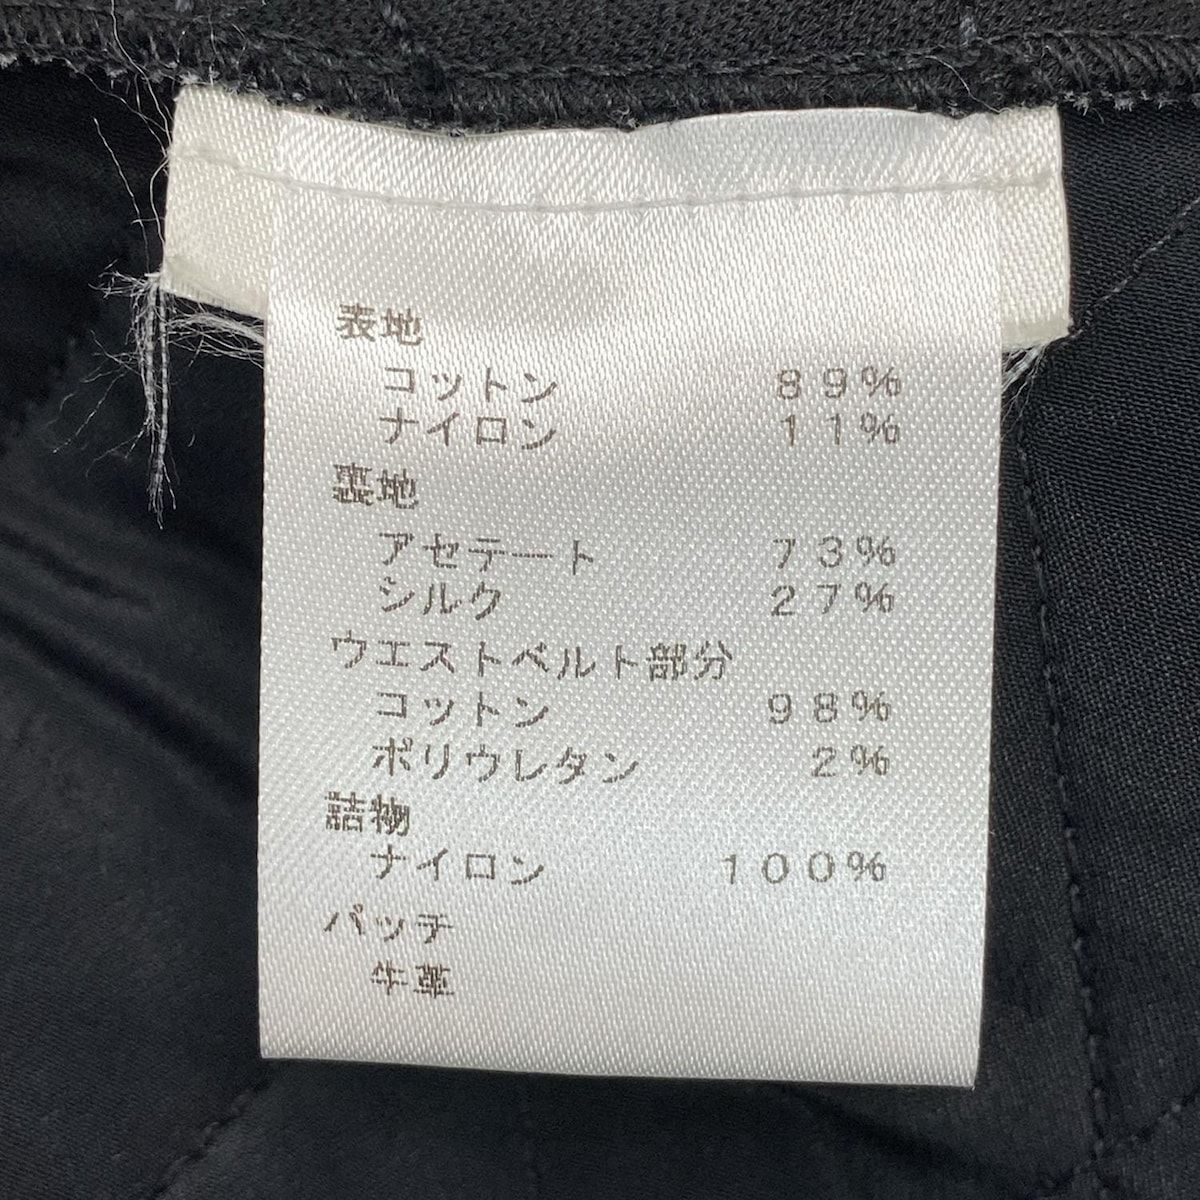 表地
コットン 89%
ナイロン 11%
裏地
アセテート 73%
シルク 27%
ウエストベルト部分
コットン 98%
ポリウレタン 2%
詰物
ナイロン 100%
パッチ
牛革